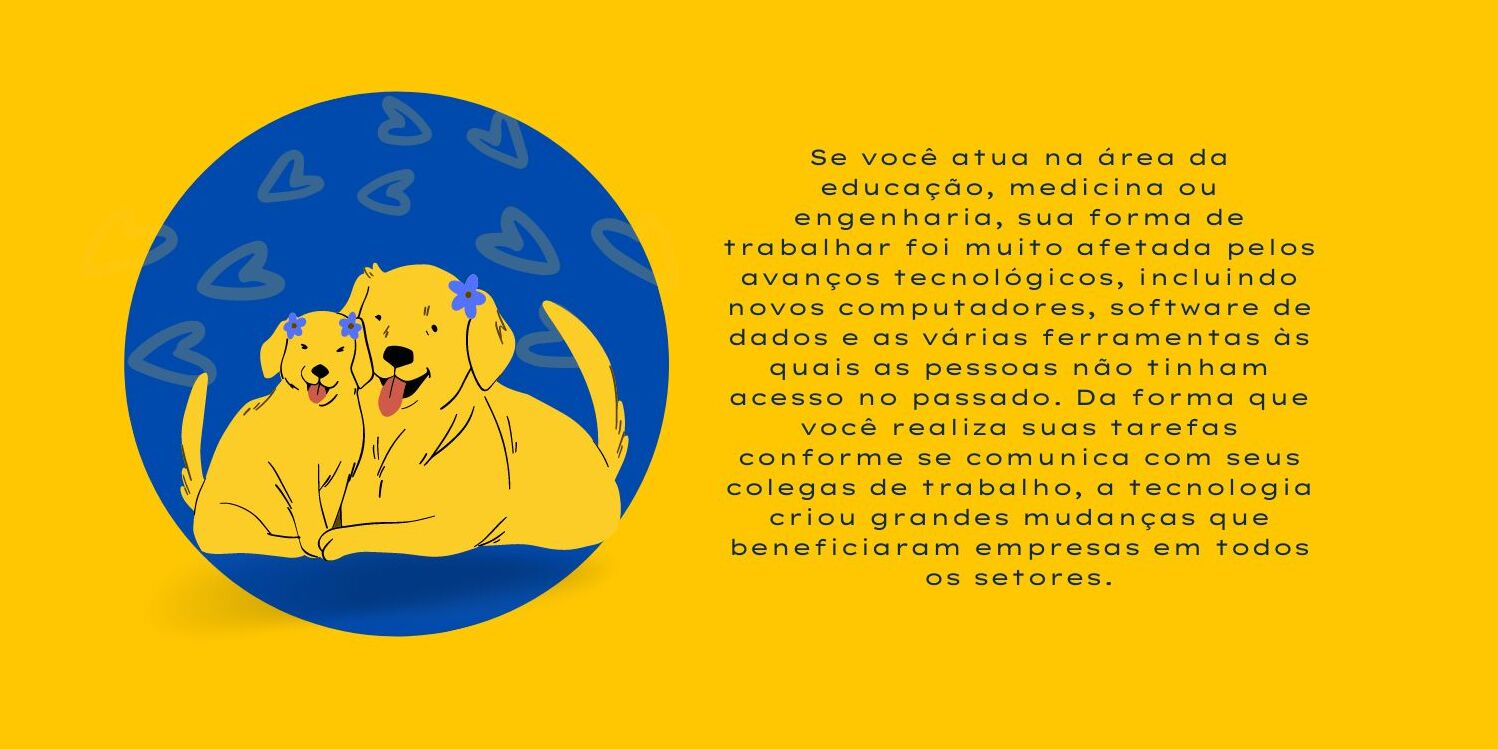 Se você atua na área da
educação, medicina ou
engenharia, sua forma de
trabalhar foi muito afetada pelos
avanços tecnológicos, incluindo
novos computadores, software de
dados e as várias ferramentas às
quais as pessoas não tinham
acesso no passado. Da forma que
você realiza suas tarefas
conforme se comunica com seus
colegas de trabalho, a tecnologia
criou grandes mudanças que
beneficiaram empresas em todos
os setores.